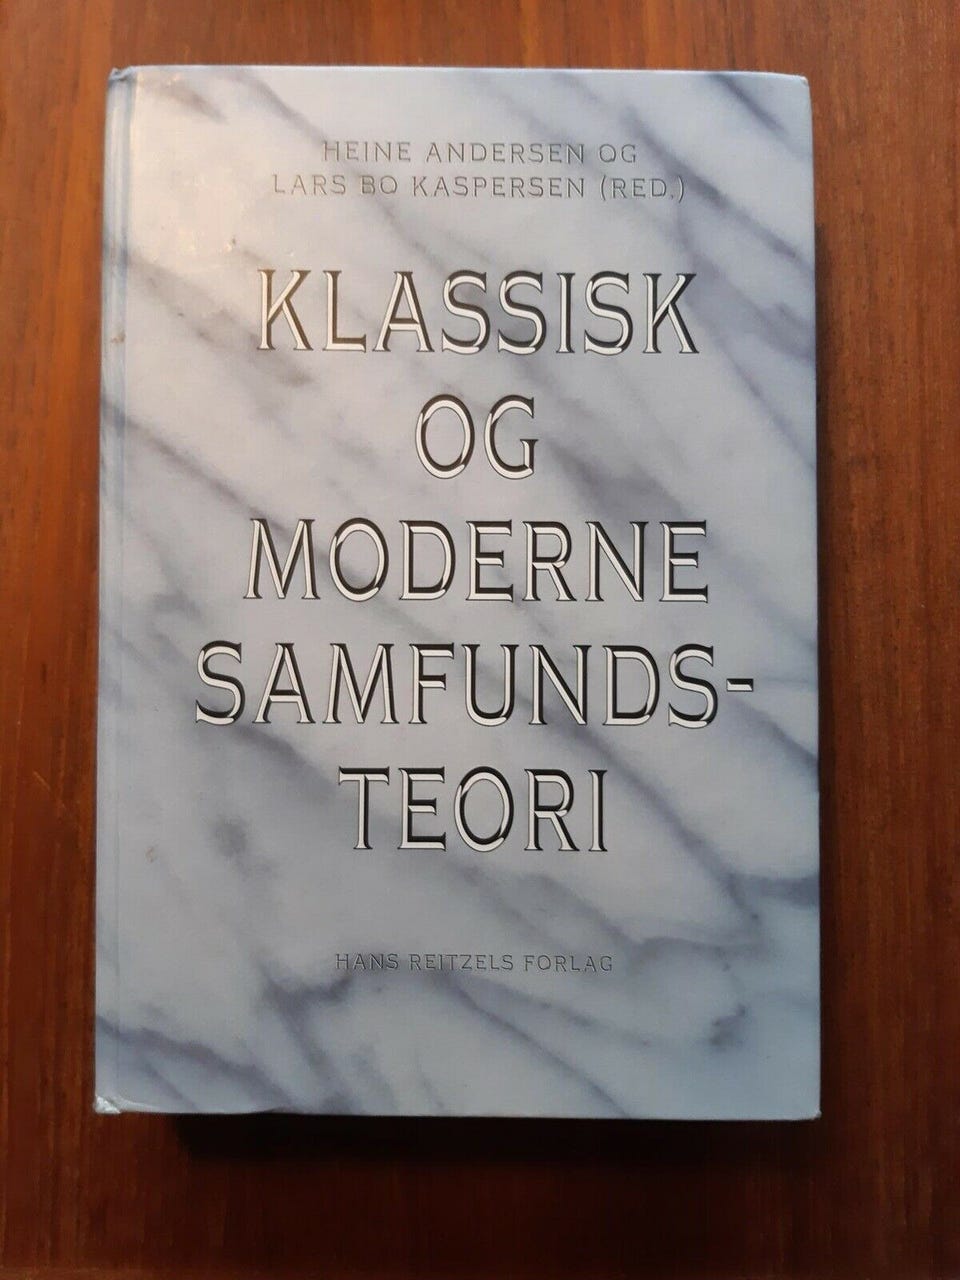 HEINE ANDERSEN OG
LARS BO KASPERSEN (RED.)
KLASSISK
OG
MODERNE
SAMFUNDS-
TEORI
HANS REITZELS FORLAG